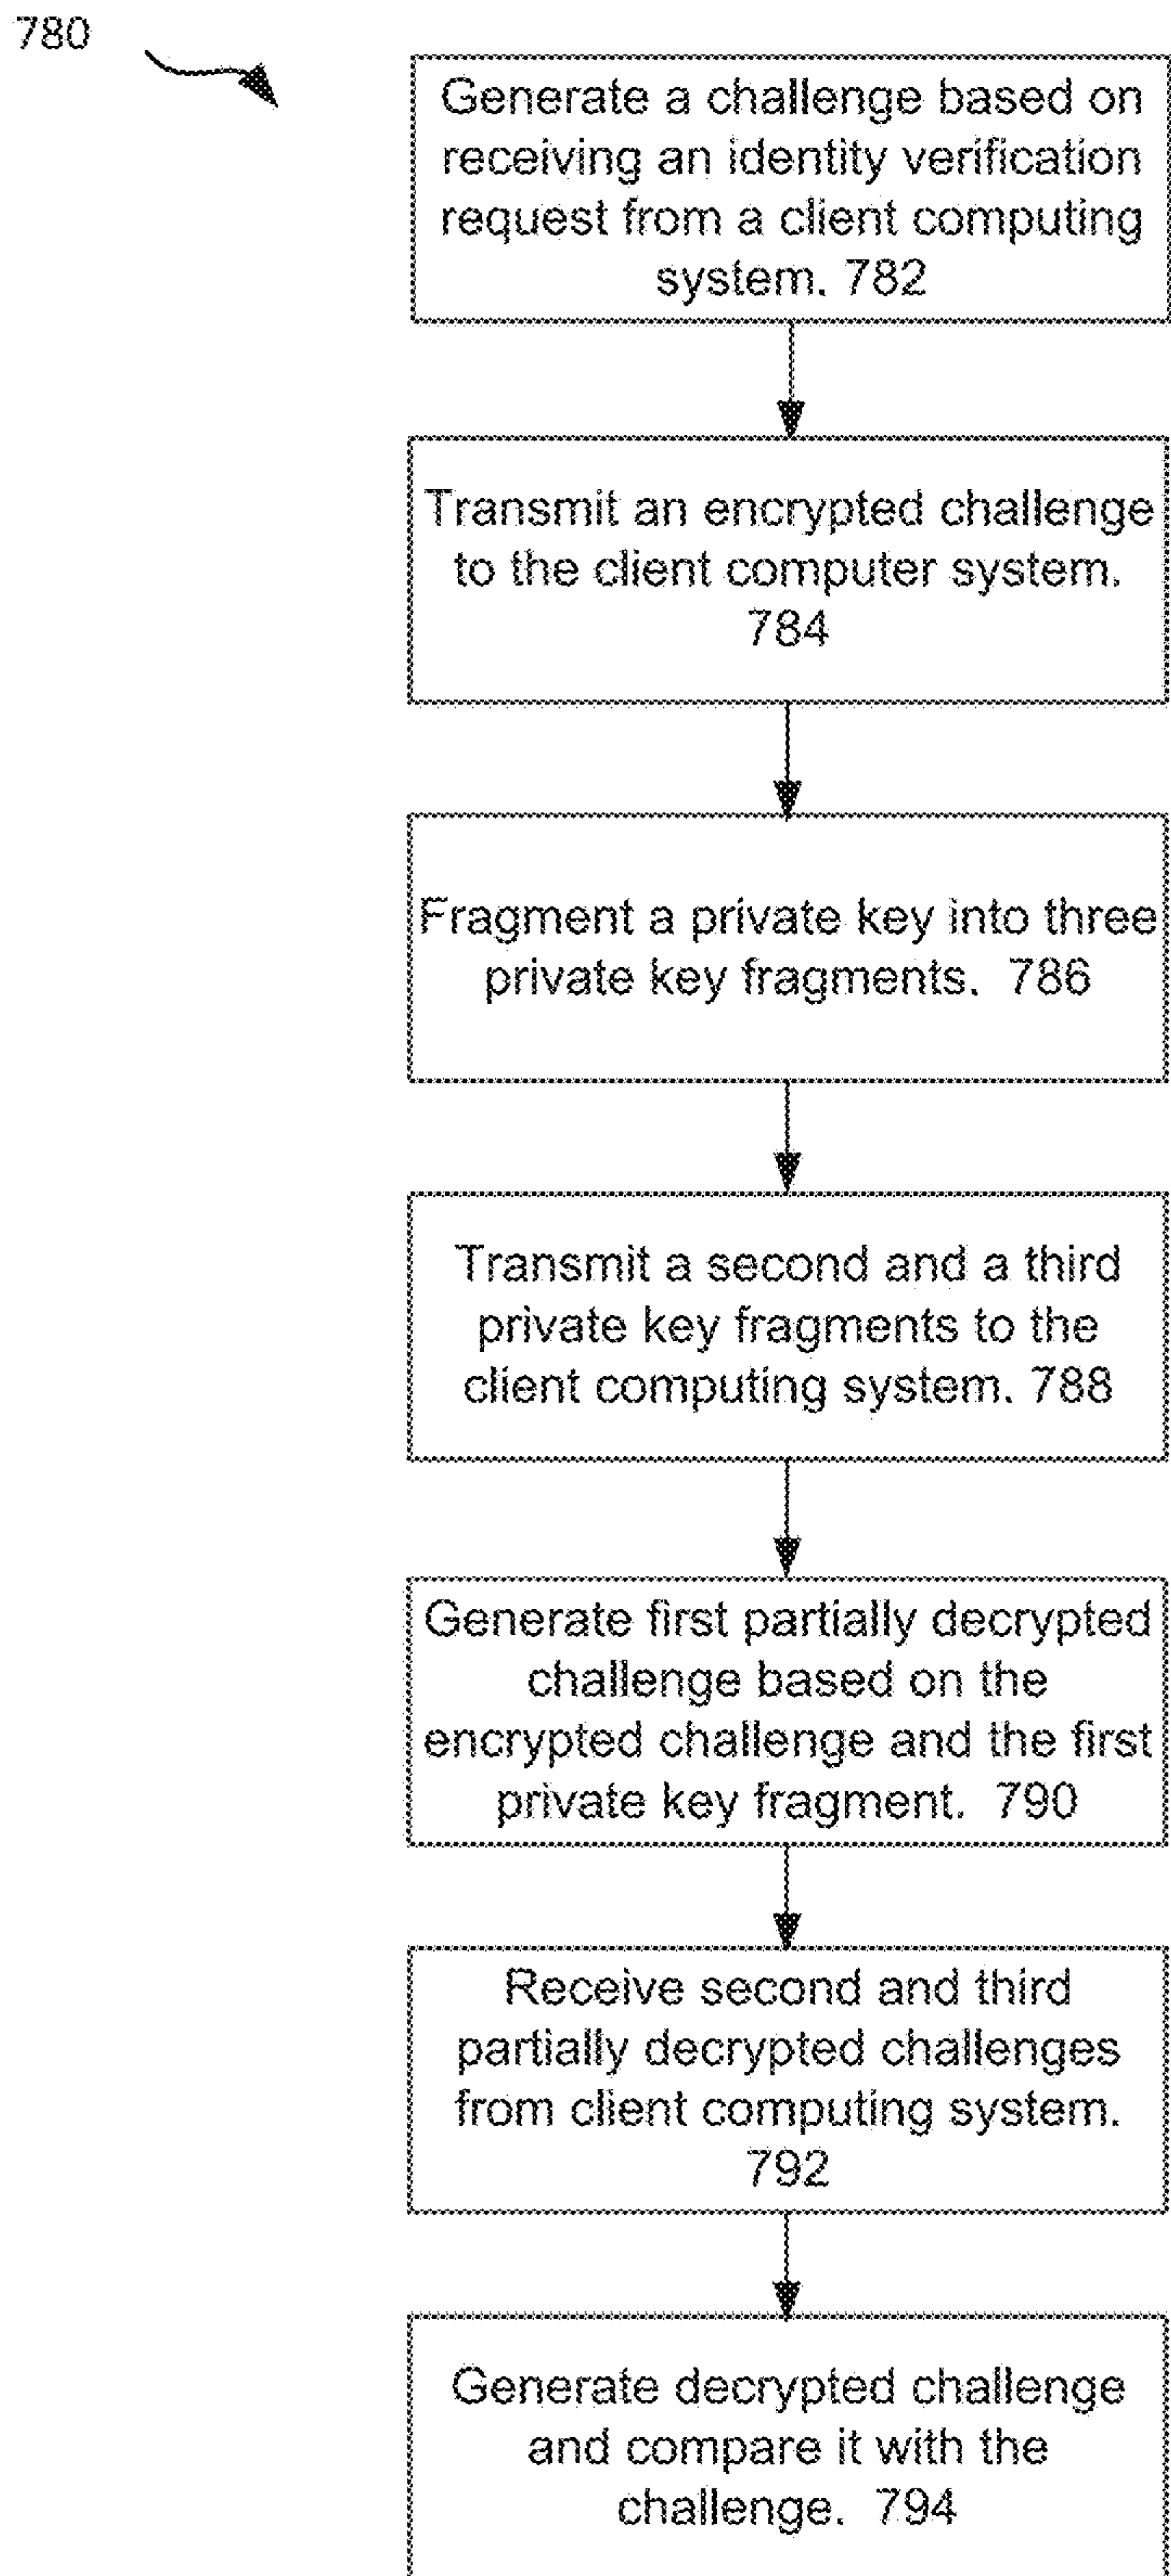 780
Generate a challenge based on
receiving an identity verification
request from a client computing
system. 782
Transmit an encrypted challenge
to the client computer system.
784
Fragment a private key into three
private key fragments. 786
Transmit a second and a third
private key fragments to the
client computing system. 788
Generate first partially decrypted
challenge based on the
encrypted challenge and the first
private key fragment. 790
Receive second and third
partially decrypted challenges
from client computing system.
792
Generate decrypted challenge
and compare it with the
challenge. 794